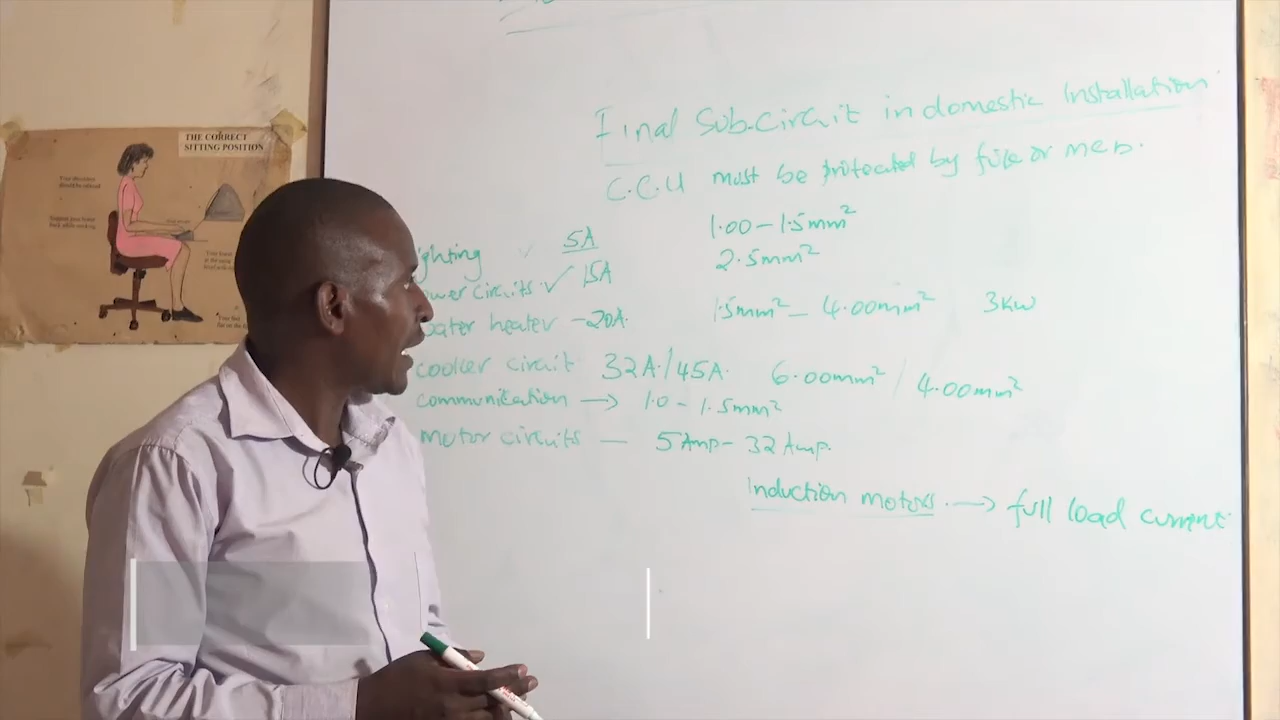 THE CORRECT
SITTING POSITION
Final Sub-circuit in domestic Installation
C.C.U must be protected by fuse or MCB.
ghting 5A 1.00 - 1.5mm²
ower circuits ✓ 15A 2.5mm²
water heater - 20A. 1.5mm² - 4.00mm² 3kW
cooker circuit 32A/45A. 6.00mm² / 4.00mm²
communication → 1.0 - 1.5mm²
motor circuits - 5Amp - 32Amp.
Induction motors → full load current